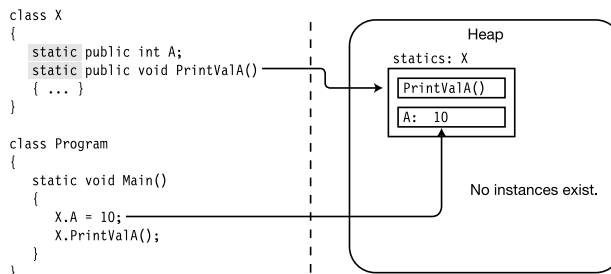 class X
{
static public int A;
static public void PrintValA()
{ ... }
}
class Program
{
static void Main()
{
X.A = 10;
X.PrintValA();
}
}
Heap
statics: X
PrintValA()
A: 10
No instances exist.